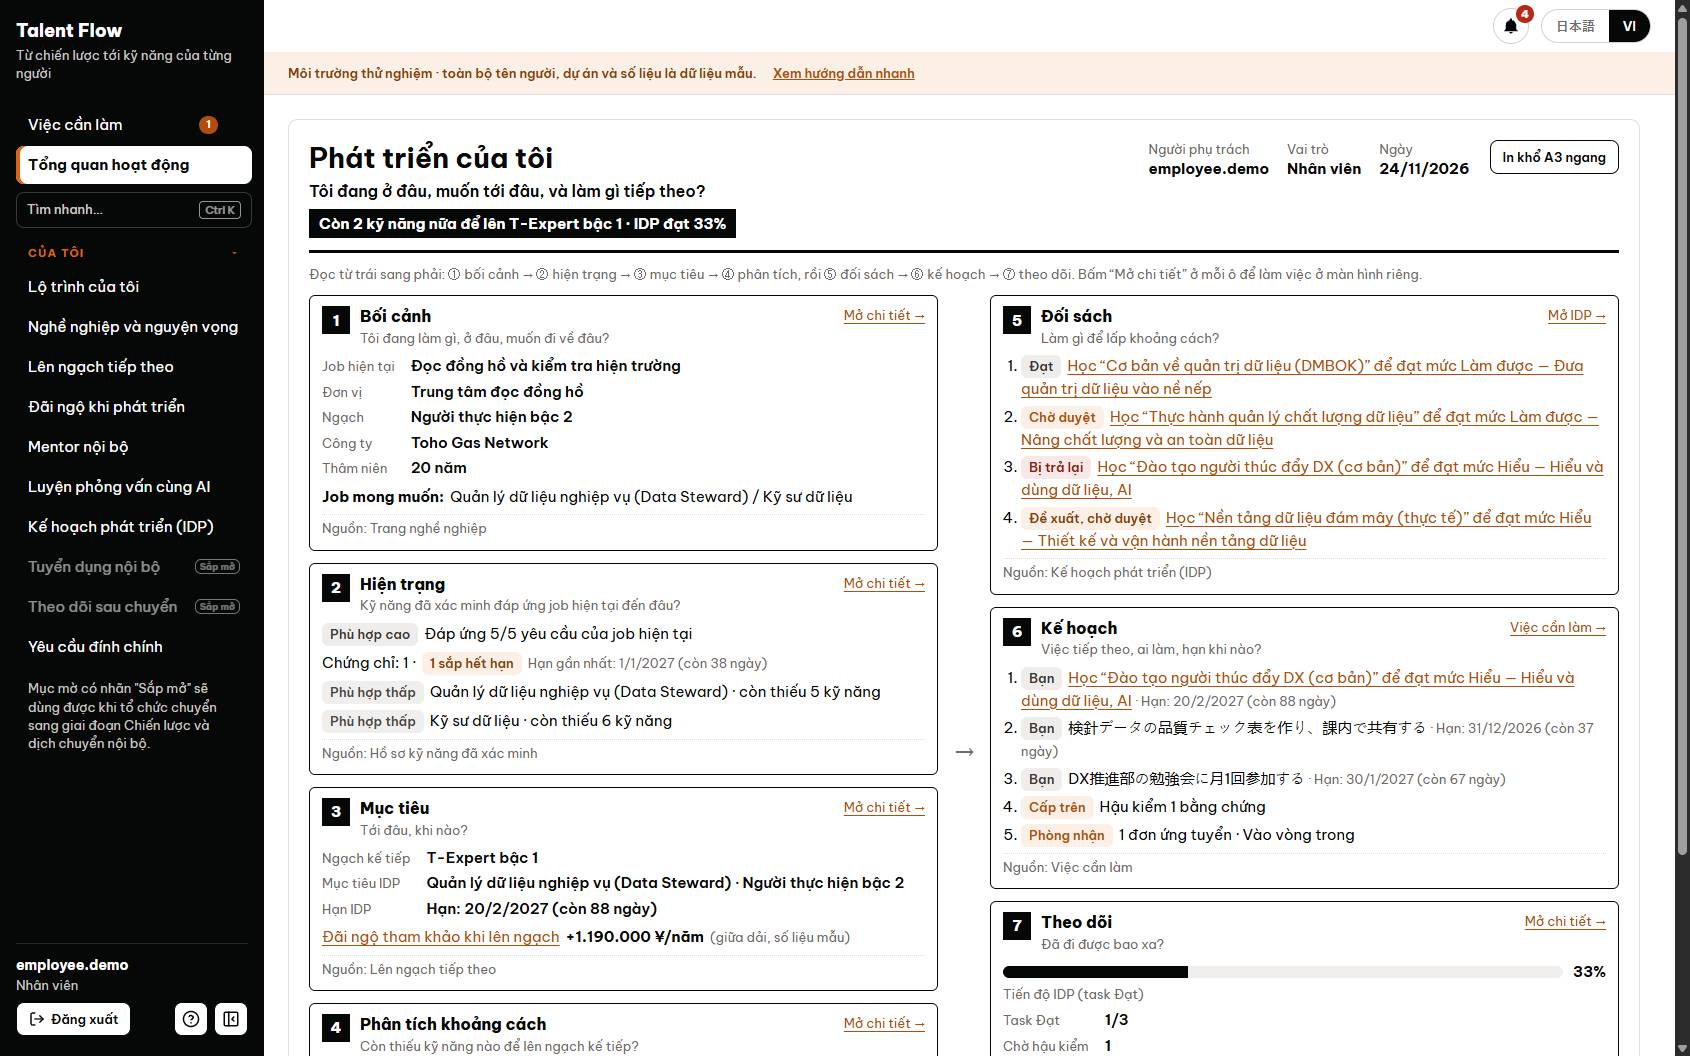 Talent Flow
Từ chiến lược tới kỹ năng của từng
người
Việc cần làm
1
Tổng quan hoạt động
Tìm nhanh...
Ctrl K
CỦA TÔI
Lộ trình của tôi
Nghề nghiệp và nguyện vọng
Lên ngạch tiếp theo
Đãi ngộ khi phát triển
Mentor nội bộ
Luyện phỏng vấn cùng AI
Kế hoạch phát triển (IDP)
Tuyển dụng nội bộ
Sắp mở
Theo dõi sau chuyển
Sắp mở
Yêu cầu đính chính
Mục mờ có nhãn "Sắp mở" sẽ
dùng được khi tổ chức chuyển
sang giai đoạn Chiến lược và
dịch chuyển nội bộ.
employee.demo
Nhân viên
Đăng xuất
4
日本語
VI
Môi trường thử nghiệm · toàn bộ tên người, dự án và số liệu là dữ liệu mẫu.
Xem hướng dẫn nhanh
Phát triển của tôi
Tôi đang ở đâu, muốn tới đâu, và làm gì tiếp theo?
Còn 2 kỹ năng nữa để lên T-Expert bậc 1 · IDP đạt 33%
Người phụ trách
employee.demo
Vai trò
Nhân viên
Ngày
24/11/2026
In khổ A3 ngang
Đọc từ trái sang phải: ① bối cảnh → ② hiện trạng → ③ mục tiêu → ④ phân tích, rồi ⑤ đối sách → ⑥ kế hoạch → ⑦ theo dõi. Bấm “Mở chi tiết” ở mỗi ô để làm việc ở màn hình riêng.
1
Bối cảnh
Mở chi tiết →
Tôi đang làm gì, ở đâu, muốn đi về đâu?
Job hiện tại Đọc đồng hồ và kiểm tra hiện trường
Đơn vị Trung tâm đọc đồng hồ
Ngạch Người thực hiện bậc 2
Công ty Toho Gas Network
Thâm niên 20 năm
Job mong muốn: Quản lý dữ liệu nghiệp vụ (Data Steward) / Kỹ sư dữ liệu
Nguồn: Trang nghề nghiệp
2
Hiện trạng
Mở chi tiết →
Kỹ năng đã xác minh đáp ứng job hiện tại đến đâu?
Phù hợp cao Đáp ứng 5/5 yêu cầu của job hiện tại
Chứng chỉ: 1 · 1 sắp hết hạn Hạn gần nhất: 1/1/2027 (còn 38 ngày)
Phù hợp thấp Quản lý dữ liệu nghiệp vụ (Data Steward) · còn thiếu 5 kỹ năng
Phù hợp thấp Kỹ sư dữ liệu · còn thiếu 6 kỹ năng
Nguồn: Hồ sơ kỹ năng đã xác minh
3
Mục tiêu
Mở chi tiết →
Tới đâu, khi nào?
Ngạch kế tiếp T-Expert bậc 1
Mục tiêu IDP Quản lý dữ liệu nghiệp vụ (Data Steward) · Người thực hiện bậc 2
Hạn IDP Hạn: 20/2/2027 (còn 88 ngày)
Đãi ngộ tham khảo khi lên ngạch +1.190.000 ¥/năm (giữa dải, số liệu mẫu)
Nguồn: Lên ngạch tiếp theo
4
Phân tích khoảng cách
Mở chi tiết →
Còn thiếu kỹ năng nào để lên ngạch kế tiếp?
→
5
Đối sách
Mở IDP →
Làm gì để lấp khoảng cách?
1. Đạt Học “Cơ bản về quản trị dữ liệu (DMBOK)” để đạt mức Làm được — Đưa
quản trị dữ liệu vào nề nếp
2. Chờ duyệt Học “Thực hành quản lý chất lượng dữ liệu” để đạt mức Làm được —
Nâng chất lượng và an toàn dữ liệu
3. Bị trả lại Học “Đào tạo người thúc đẩy DX (cơ bản)” để đạt mức Hiểu — Hiểu và
dùng dữ liệu, AI
4. Đề xuất, chờ duyệt Học “Nền tảng dữ liệu đám mây (thực tế)” để đạt mức Hiểu
— Thiết kế và vận hành nền tảng dữ liệu
Nguồn: Kế hoạch phát triển (IDP)
6
Kế hoạch
Việc cần làm →
Việc tiếp theo, ai làm, hạn khi nào?
1. Bạn Học “Đào tạo người thúc đẩy DX (cơ bản)” để đạt mức Hiểu — Hiểu và
dùng dữ liệu, AI · Hạn: 20/2/2027 (còn 88 ngày)
2. Bạn 検針データの品質チェック表を作り、課内で共有する · Hạn: 31/12/2026 (còn 37
ngày)
3. Bạn DX推進部の勉強会に月1回参加する · Hạn: 30/1/2027 (còn 67 ngày)
4. Cấp trên Hậu kiểm 1 bằng chứng
5. Phòng nhận 1 đơn ứng tuyển · Vào vòng trong
Nguồn: Việc cần làm
7
Theo dõi
Mở chi tiết →
Đã đi được bao xa?
33%
Tiến độ IDP (task Đạt)
Task Đạt 1/3
Chờ hậu kiểm 1